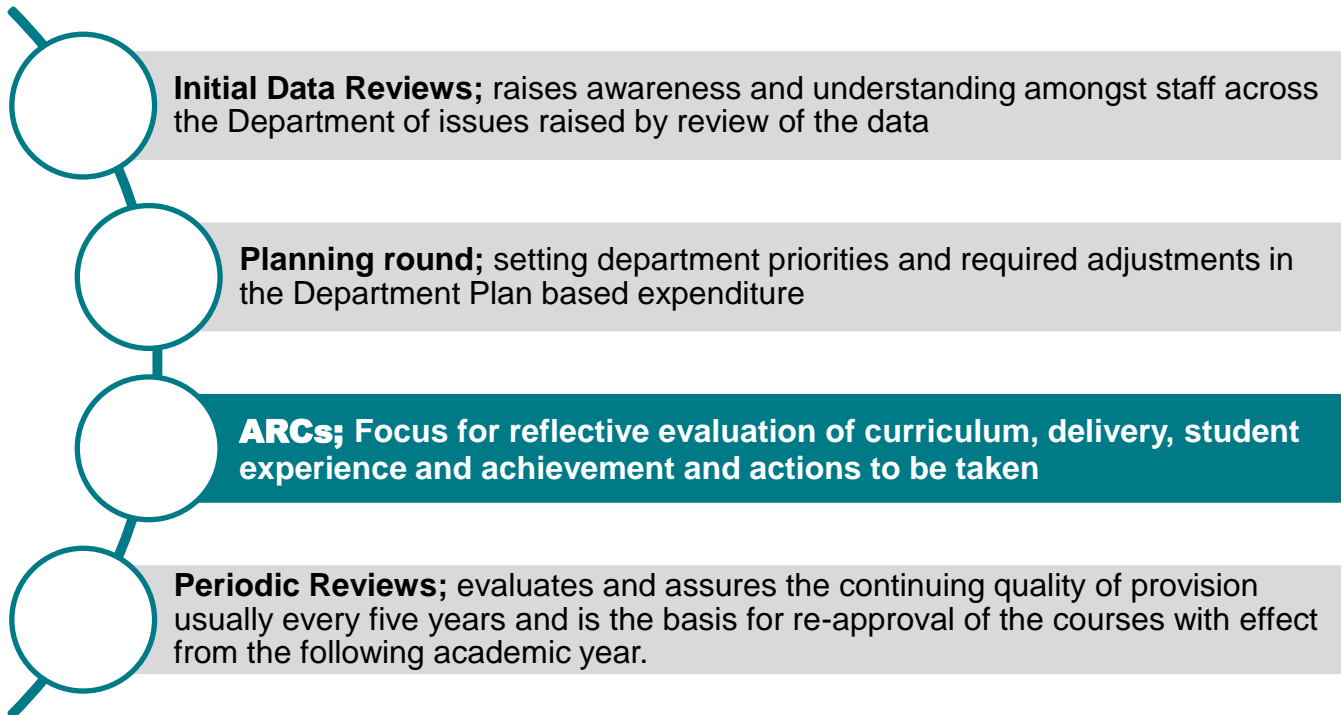 Initial Data Reviews; raises awareness and understanding amongst staff across
the Department of issues raised by review of the data
Planning round; setting department priorities and required adjustments in
the Department Plan based expenditure
ARCs; Focus for reflective evaluation of curriculum, delivery, student
experience and achievement and actions to be taken
Periodic Reviews; evaluates and assures the continuing quality of provision
usually every five years and is the basis for re-approval of the courses with effect
from the following academic year.